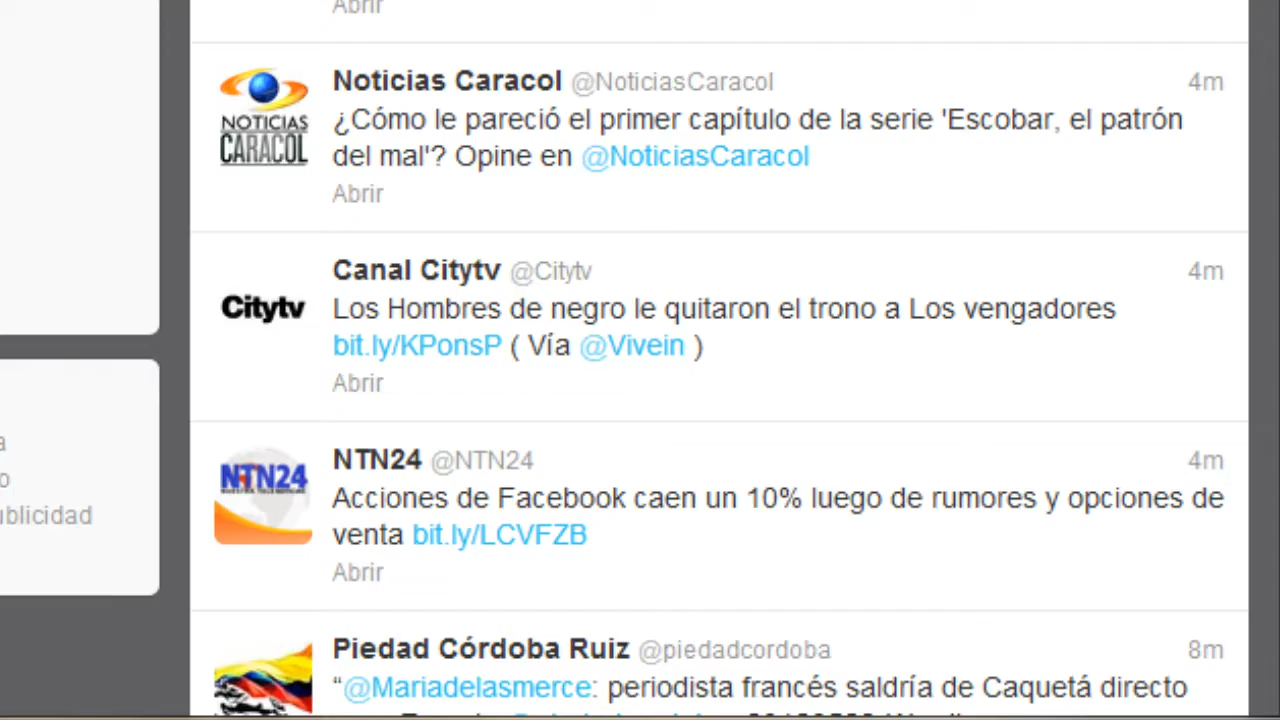 Abrir
Noticias Caracol @NoticiasCaracol 4m
¿Cómo le pareció el primer capítulo de la serie 'Escobar, el patrón
del mal'? Opine en @NoticiasCaracol
NOTICIAS
CARACOL
Abrir
Canal Citytv @Citytv 4m
Citytv
Los Hombres de negro le quitaron el trono a Los vengadores
bit.ly/KPonsP ( Vía @Vivein )
Abrir
a
o
ublicidad
NTN24 @NTN24 4m
NTN24
Acciones de Facebook caen un 10% luego de rumores y opciones de
venta bit.ly/LCVFZB
Abrir
Piedad Córdoba Ruiz @piedadcordoba 8m
“@Mariadelasmerce: periodista francés saldría de Caquetá directo